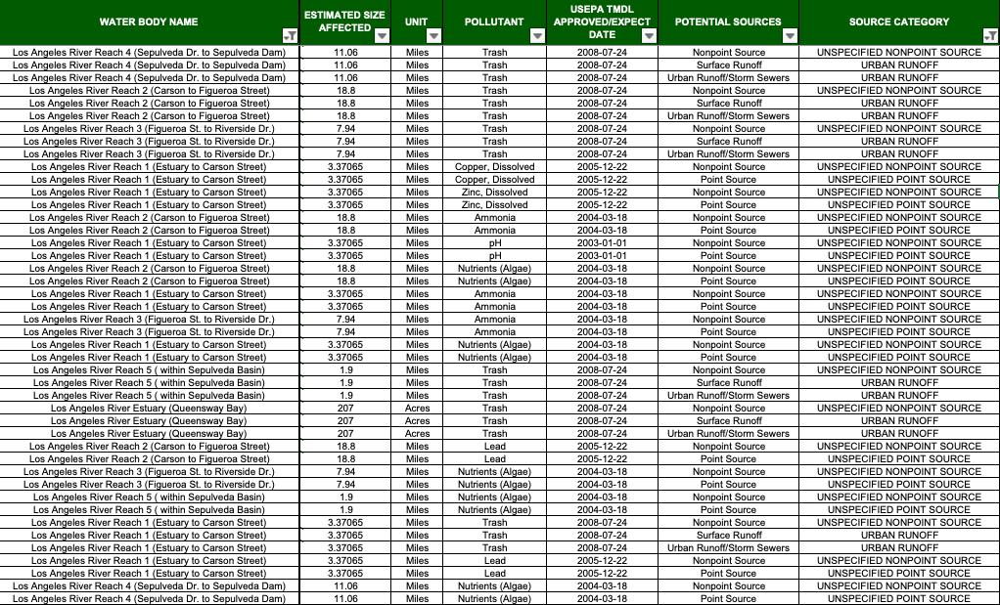 WATER BODY NAME ESTIMATED SIZE AFFECTED UNIT POLLUTANT USEPA TMDL APPROVED/EXPECT DATE POTENTIAL SOURCES SOURCE CATEGORY
Los Angeles River Reach 4 (Sepulveda Dr. to Sepulveda Dam) 11.06 Miles Trash 2008-07-24 Nonpoint Source UNSPECIFIED NONPOINT SOURCE
Los Angeles River Reach 4 (Sepulveda Dr. to Sepulveda Dam) 11.06 Miles Trash 2008-07-24 Surface Runoff URBAN RUNOFF
Los Angeles River Reach 4 (Sepulveda Dr. to Sepulveda Dam) 11.06 Miles Trash 2008-07-24 Urban Runoff/Storm Sewers URBAN RUNOFF
Los Angeles River Reach 2 (Carson to Figueroa Street) 18.8 Miles Trash 2008-07-24 Nonpoint Source UNSPECIFIED NONPOINT SOURCE
Los Angeles River Reach 2 (Carson to Figueroa Street) 18.8 Miles Trash 2008-07-24 Surface Runoff URBAN RUNOFF
Los Angeles River Reach 2 (Carson to Figueroa Street) 18.8 Miles Trash 2008-07-24 Urban Runoff/Storm Sewers URBAN RUNOFF
Los Angeles River Reach 3 (Figueroa St. to Riverside Dr.) 7.94 Miles Trash 2008-07-24 Nonpoint Source UNSPECIFIED NONPOINT SOURCE
Los Angeles River Reach 3 (Figueroa St. to Riverside Dr.) 7.94 Miles Trash 2008-07-24 Surface Runoff URBAN RUNOFF
Los Angeles River Reach 3 (Figueroa St. to Riverside Dr.) 7.94 Miles Trash 2008-07-24 Urban Runoff/Storm Sewers URBAN RUNOFF
Los Angeles River Reach 1 (Estuary to Carson Street) 3.37065 Miles Copper, Dissolved 2005-12-22 Nonpoint Source UNSPECIFIED NONPOINT SOURCE
Los Angeles River Reach 1 (Estuary to Carson Street) 3.37065 Miles Copper, Dissolved 2005-12-22 Point Source UNSPECIFIED POINT SOURCE
Los Angeles River Reach 1 (Estuary to Carson Street) 3.37065 Miles Zinc, Dissolved 2005-12-22 Nonpoint Source UNSPECIFIED NONPOINT SOURCE
Los Angeles River Reach 1 (Estuary to Carson Street) 3.37065 Miles Zinc, Dissolved 2005-12-22 Point Source UNSPECIFIED POINT SOURCE
Los Angeles River Reach 2 (Carson to Figueroa Street) 18.8 Miles Ammonia 2004-03-18 Nonpoint Source UNSPECIFIED NONPOINT SOURCE
Los Angeles River Reach 2 (Carson to Figueroa Street) 18.8 Miles Ammonia 2004-03-18 Point Source UNSPECIFIED POINT SOURCE
Los Angeles River Reach 1 (Estuary to Carson Street) 3.37065 Miles pH 2003-01-01 Nonpoint Source UNSPECIFIED NONPOINT SOURCE
Los Angeles River Reach 1 (Estuary to Carson Street) 3.37065 Miles pH 2003-01-01 Point Source UNSPECIFIED POINT SOURCE
Los Angeles River Reach 2 (Carson to Figueroa Street) 18.8 Miles Nutrients (Algae) 2004-03-18 Nonpoint Source UNSPECIFIED NONPOINT SOURCE
Los Angeles River Reach 2 (Carson to Figueroa Street) 18.8 Miles Nutrients (Algae) 2004-03-18 Point Source UNSPECIFIED POINT SOURCE
Los Angeles River Reach 1 (Estuary to Carson Street) 3.37065 Miles Ammonia 2004-03-18 Nonpoint Source UNSPECIFIED NONPOINT SOURCE
Los Angeles River Reach 1 (Estuary to Carson Street) 3.37065 Miles Ammonia 2004-03-18 Point Source UNSPECIFIED POINT SOURCE
Los Angeles River Reach 3 (Figueroa St. to Riverside Dr.) 7.94 Miles Ammonia 2004-03-18 Nonpoint Source UNSPECIFIED NONPOINT SOURCE
Los Angeles River Reach 3 (Figueroa St. to Riverside Dr.) 7.94 Miles Ammonia 2004-03-18 Point Source UNSPECIFIED POINT SOURCE
Los Angeles River Reach 1 (Estuary to Carson Street) 3.37065 Miles Nutrients (Algae) 2004-03-18 Nonpoint Source UNSPECIFIED NONPOINT SOURCE
Los Angeles River Reach 1 (Estuary to Carson Street) 3.37065 Miles Nutrients (Algae) 2004-03-18 Point Source UNSPECIFIED POINT SOURCE
Los Angeles River Reach 5 ( within Sepulveda Basin) 1.9 Miles Trash 2008-07-24 Nonpoint Source UNSPECIFIED NONPOINT SOURCE
Los Angeles River Reach 5 ( within Sepulveda Basin) 1.9 Miles Trash 2008-07-24 Surface Runoff URBAN RUNOFF
Los Angeles River Reach 5 ( within Sepulveda Basin) 1.9 Miles Trash 2008-07-24 Urban Runoff/Storm Sewers URBAN RUNOFF
Los Angeles River Estuary (Queensway Bay) 207 Acres Trash 2008-07-24 Nonpoint Source UNSPECIFIED NONPOINT SOURCE
Los Angeles River Estuary (Queensway Bay) 207 Acres Trash 2008-07-24 Surface Runoff URBAN RUNOFF
Los Angeles River Estuary (Queensway Bay) 207 Acres Trash 2008-07-24 Urban Runoff/Storm Sewers URBAN RUNOFF
Los Angeles River Reach 2 (Carson to Figueroa Street) 18.8 Miles Lead 2005-12-22 Nonpoint Source UNSPECIFIED NONPOINT SOURCE
Los Angeles River Reach 2 (Carson to Figueroa Street) 18.8 Miles Lead 2005-12-22 Point Source UNSPECIFIED POINT SOURCE
Los Angeles River Reach 3 (Figueroa St. to Riverside Dr.) 7.94 Miles Nutrients (Algae) 2004-03-18 Nonpoint Source UNSPECIFIED NONPOINT SOURCE
Los Angeles River Reach 3 (Figueroa St. to Riverside Dr.) 7.94 Miles Nutrients (Algae) 2004-03-18 Point Source UNSPECIFIED POINT SOURCE
Los Angeles River Reach 5 ( within Sepulveda Basin) 1.9 Miles Nutrients (Algae) 2004-03-18 Nonpoint Source UNSPECIFIED NONPOINT SOURCE
Los Angeles River Reach 5 ( within Sepulveda Basin) 1.9 Miles Nutrients (Algae) 2004-03-18 Point Source UNSPECIFIED POINT SOURCE
Los Angeles River Reach 1 (Estuary to Carson Street) 3.37065 Miles Trash 2008-07-24 Nonpoint Source UNSPECIFIED NONPOINT SOURCE
Los Angeles River Reach 1 (Estuary to Carson Street) 3.37065 Miles Trash 2008-07-24 Surface Runoff URBAN RUNOFF
Los Angeles River Reach 1 (Estuary to Carson Street) 3.37065 Miles Trash 2008-07-24 Urban Runoff/Storm Sewers URBAN RUNOFF
Los Angeles River Reach 1 (Estuary to Carson Street) 3.37065 Miles Lead 2005-12-22 Nonpoint Source UNSPECIFIED NONPOINT SOURCE
Los Angeles River Reach 1 (Estuary to Carson Street) 3.37065 Miles Lead 2005-12-22 Point Source UNSPECIFIED POINT SOURCE
Los Angeles River Reach 4 (Sepulveda Dr. to Sepulveda Dam) 11.06 Miles Nutrients (Algae) 2004-03-18 Nonpoint Source UNSPECIFIED NONPOINT SOURCE
Los Angeles River Reach 4 (Sepulveda Dr. to Sepulveda Dam) 11.06 Miles Nutrients (Algae) 2004-03-18 Point Source UNSPECIFIED POINT SOURCE